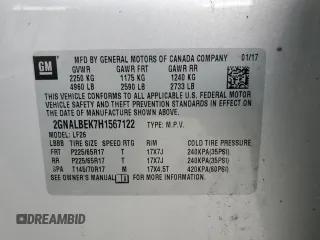 GM
MFD BY GENERAL MOTORS OF CANADA COMPANY 01/17
GVWR GAWR FRT GAWR RR
2250 KG 1175 KG 1240 KG
4960 LB 2590 LB 2733 LB
THIS VEHICLE CONFORMS TO ALL APPLICABLE U.S. FEDERAL MOTOR
VEHICLE SAFETY AND THEFT PREVENTION STANDARDS IN EFFECT
ON THE DATE OF MANUFACTURE SHOWN ABOVE.
2GNALBEK7H1567122 TYPE: M.P.V.
MODEL: LF26
TIRE SIZE SPEED RTG RIM COLD TIRE PRESSURE
FRT P225/65R17 T 17X7J 240KPA(35PSI)
RR P225/65R17 T 17X7J 240KPA(35PSI)
SPA T145/70R17 M 17X4.5T 420KPA(60PSI)
DREAMBID